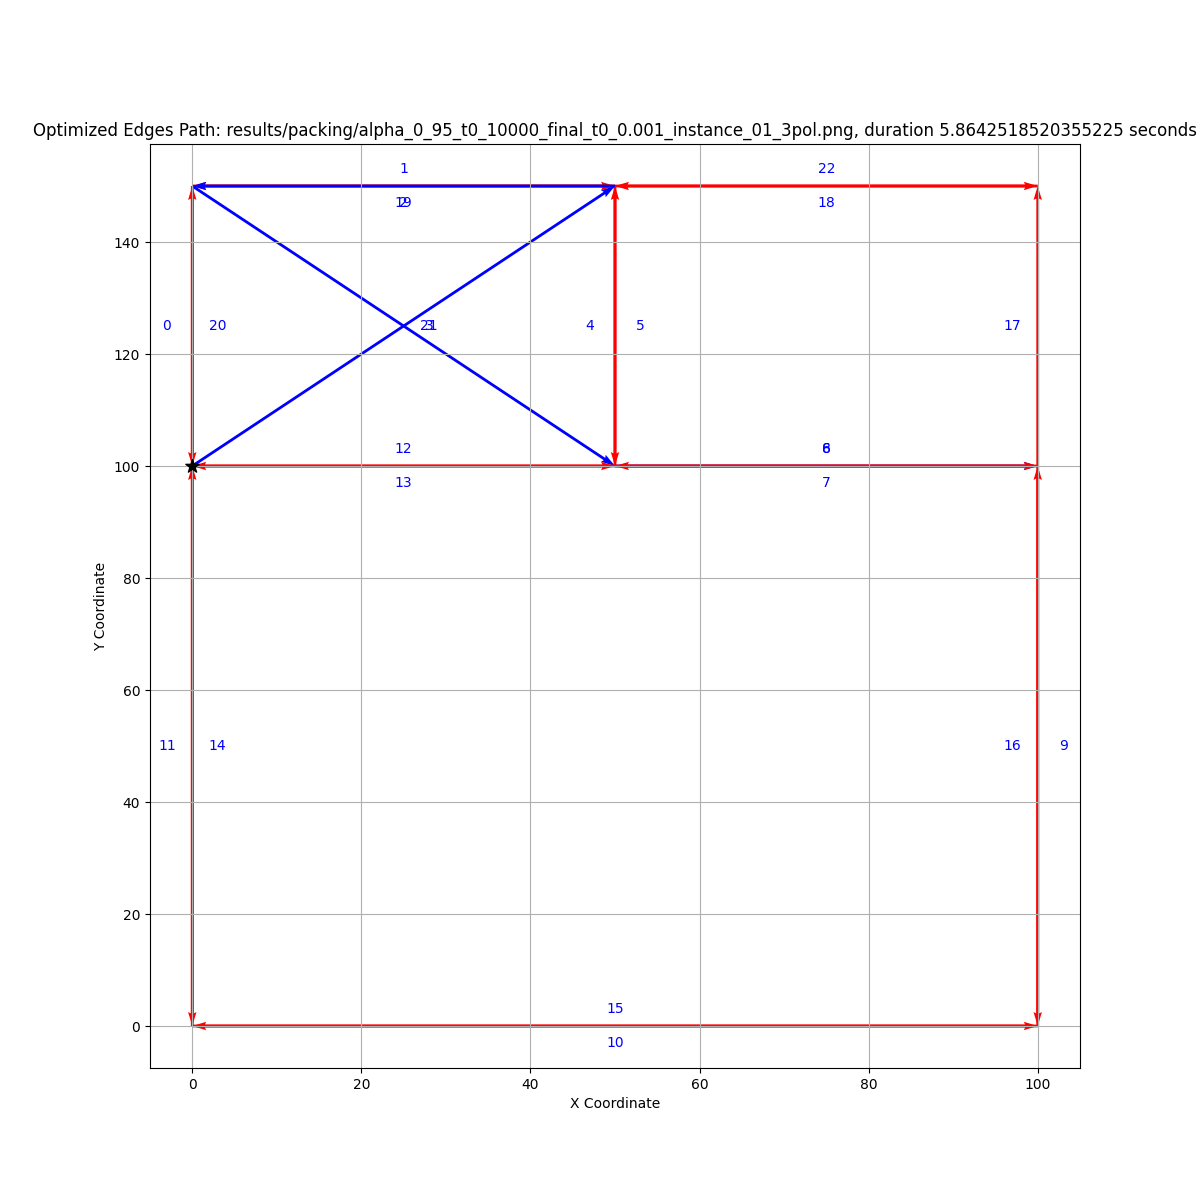 Optimized Edges Path: results/packing/alpha_0_95_t0_10000_final_t0_0.001_instance_01_3pol.png, duration 5.8642518520355225 seconds
1 22
19 18
140
0 20 4 5 17
120
12
100
13 7
80
Y Coordinate
60
11 14 16 9
40
20
15
0
10
0 20 40 60 80 100
X Coordinate